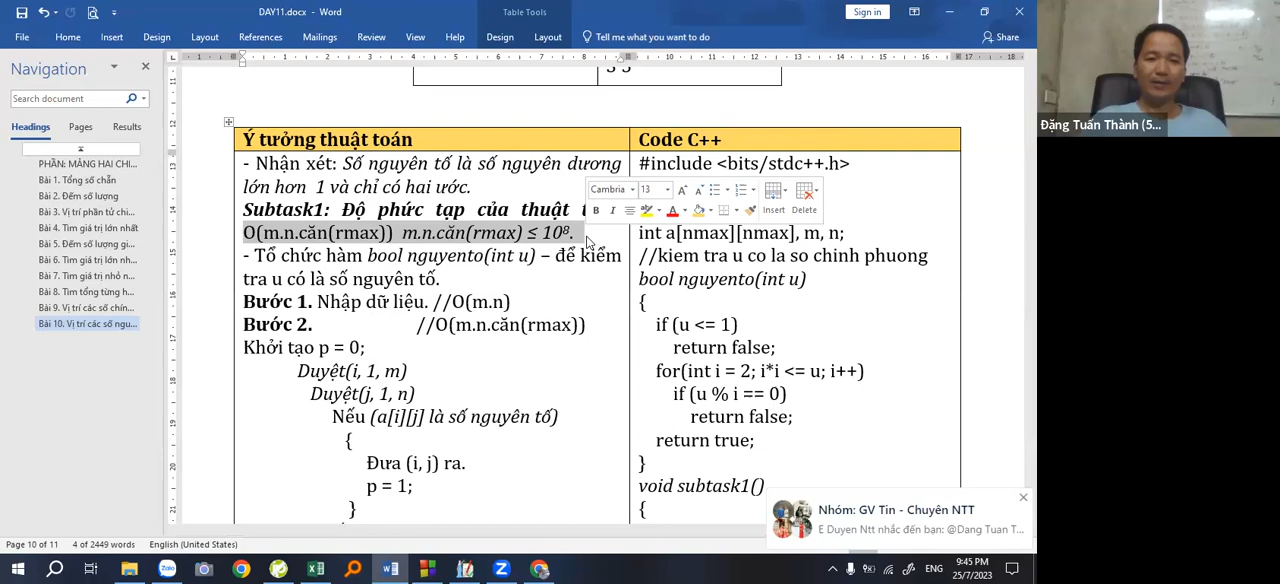 DAY11.docx - Word
Table Tools
Sign in
File
Home
Insert
Design
Layout
References
Mailings
Review
View
Help
Design
Layout
Tell me what you want to do
Share
Navigation
Search document
Headings
Pages
Results
PHẦN: MẢNG HAI CHI...
Bài 1. Tổng số chẵn
Bài 2. Đếm số lượng
Bài 3. Vị trí phần tử chi...
Bài 4. Vị trí số lớn nhất
Bài 5. Đếm số lượng gi...
Bài 6. Tìm giá trị lớn nhất
Bài 7. Tìm giá trị nhỏ n...
Bài 8. Tìm tổng từng h...
Bài 9. Vị trí các số chín...
Bài 10. Vị trí các số ngu...
3 3
Ý tưởng thuật toán
- Nhận xét: Số nguyên tố là số nguyên dương
lớn hơn 1 và chỉ có hai ước.
Subtask1: Độ phức tạp của thuật t
O(m.n.căn(rmax)) m.n.căn(rmax) ≤ 10⁸.
- Tổ chức hàm bool nguyento(int u) – để kiểm
tra u có là số nguyên tố.
Bước 1. Nhập dữ liệu. //O(m.n)
Bước 2. //O(m.n.căn(rmax))
Khởi tạo p = 0;
Duyệt(i, 1, m)
Duyệt(j, 1, n)
Nếu (a[i][j] là số nguyên tố)
{
Đưa (i, j) ra.
p = 1;
}
Code C++
#include <bits/stdc++.h>
Cambria
13
Insert
Delete
int a[nmax][nmax], m, n;
//kiem tra u co la so chinh phuong
bool nguyento(int u)
{
if (u <= 1)
return false;
for(int i = 2; i*i <= u; i++)
if (u % i == 0)
return false;
return true;
}
void subtask1()
{
Nhóm: GV Tin - Chuyên NTT
E Duyen Ntt nhắc đến bạn: @Dang Tuan T...
Đặng Tuấn Thành (5...
Page 10 of 11
4 of 2449 words
English (United States)
ENG
9:45 PM
25/7/2023